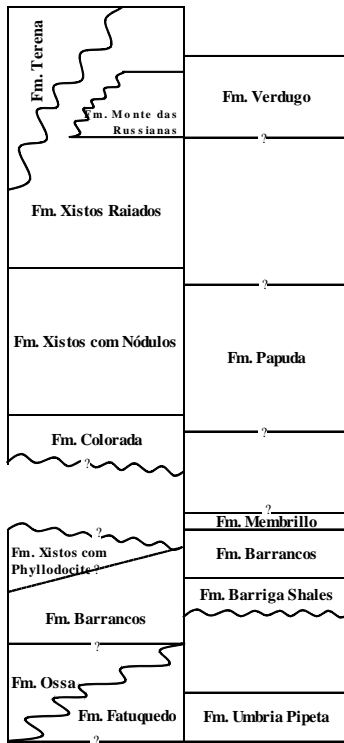 Fm. Terena
Fm. Monte das
Russianas
Fm. Xistos Raiados
Fm. Xistos com Nódulos
Fm. Colorada
?
?
Fm. Xistos com
Phyllodocites?
Fm. Barrancos
?
Fm. Ossa
Fm. Fatuquedo
?
Fm. Verdugo
?
?
Fm. Papuda
?
?
Fm. Membrillo
Fm. Barrancos
Fm. Barriga Shales
Fm. Umbria Pipeta